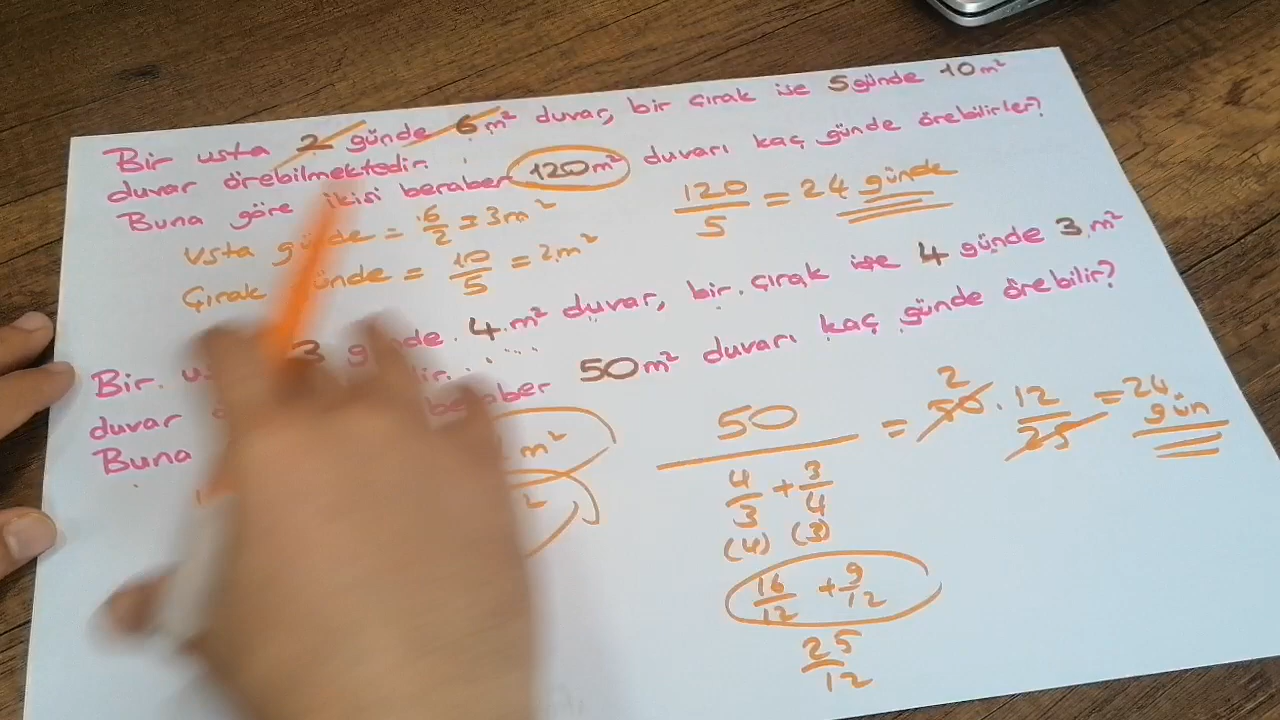 Bir usta 2 günde 6 m² duvar, bir çırak ise 5 günde 10 m²
duvar örebilmektedir.
Buna göre ikisi beraber 120 m² duvarı kaç günde örebilirler?
Usta günde = 6/2 = 3 m²
Çırak günde = 10/5 = 2 m²
120/5 = 24 günde
Bir 3 günde 4 m² duvar, bir çırak ise 4 günde 3 m²
duvar
Buna beraber 50 m² duvarı kaç günde örebilir?
m²
50 = 50 . 12/25 = 24 gün
2
4/3 + 3/4
(4) (3)
16/12 + 9/12
25/12